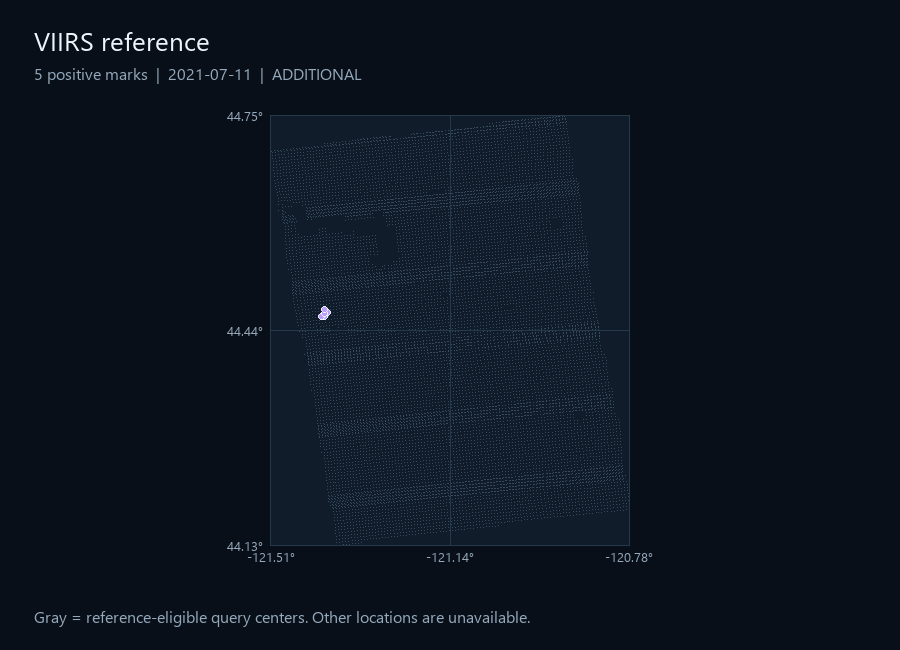 VIIRS reference
5 positive marks | 2021-07-11 | ADDITIONAL
44.75°
44.44°
44.13°
-121.51°
-121.14°
-120.78°
Gray = reference-eligible query centers. Other locations are unavailable.